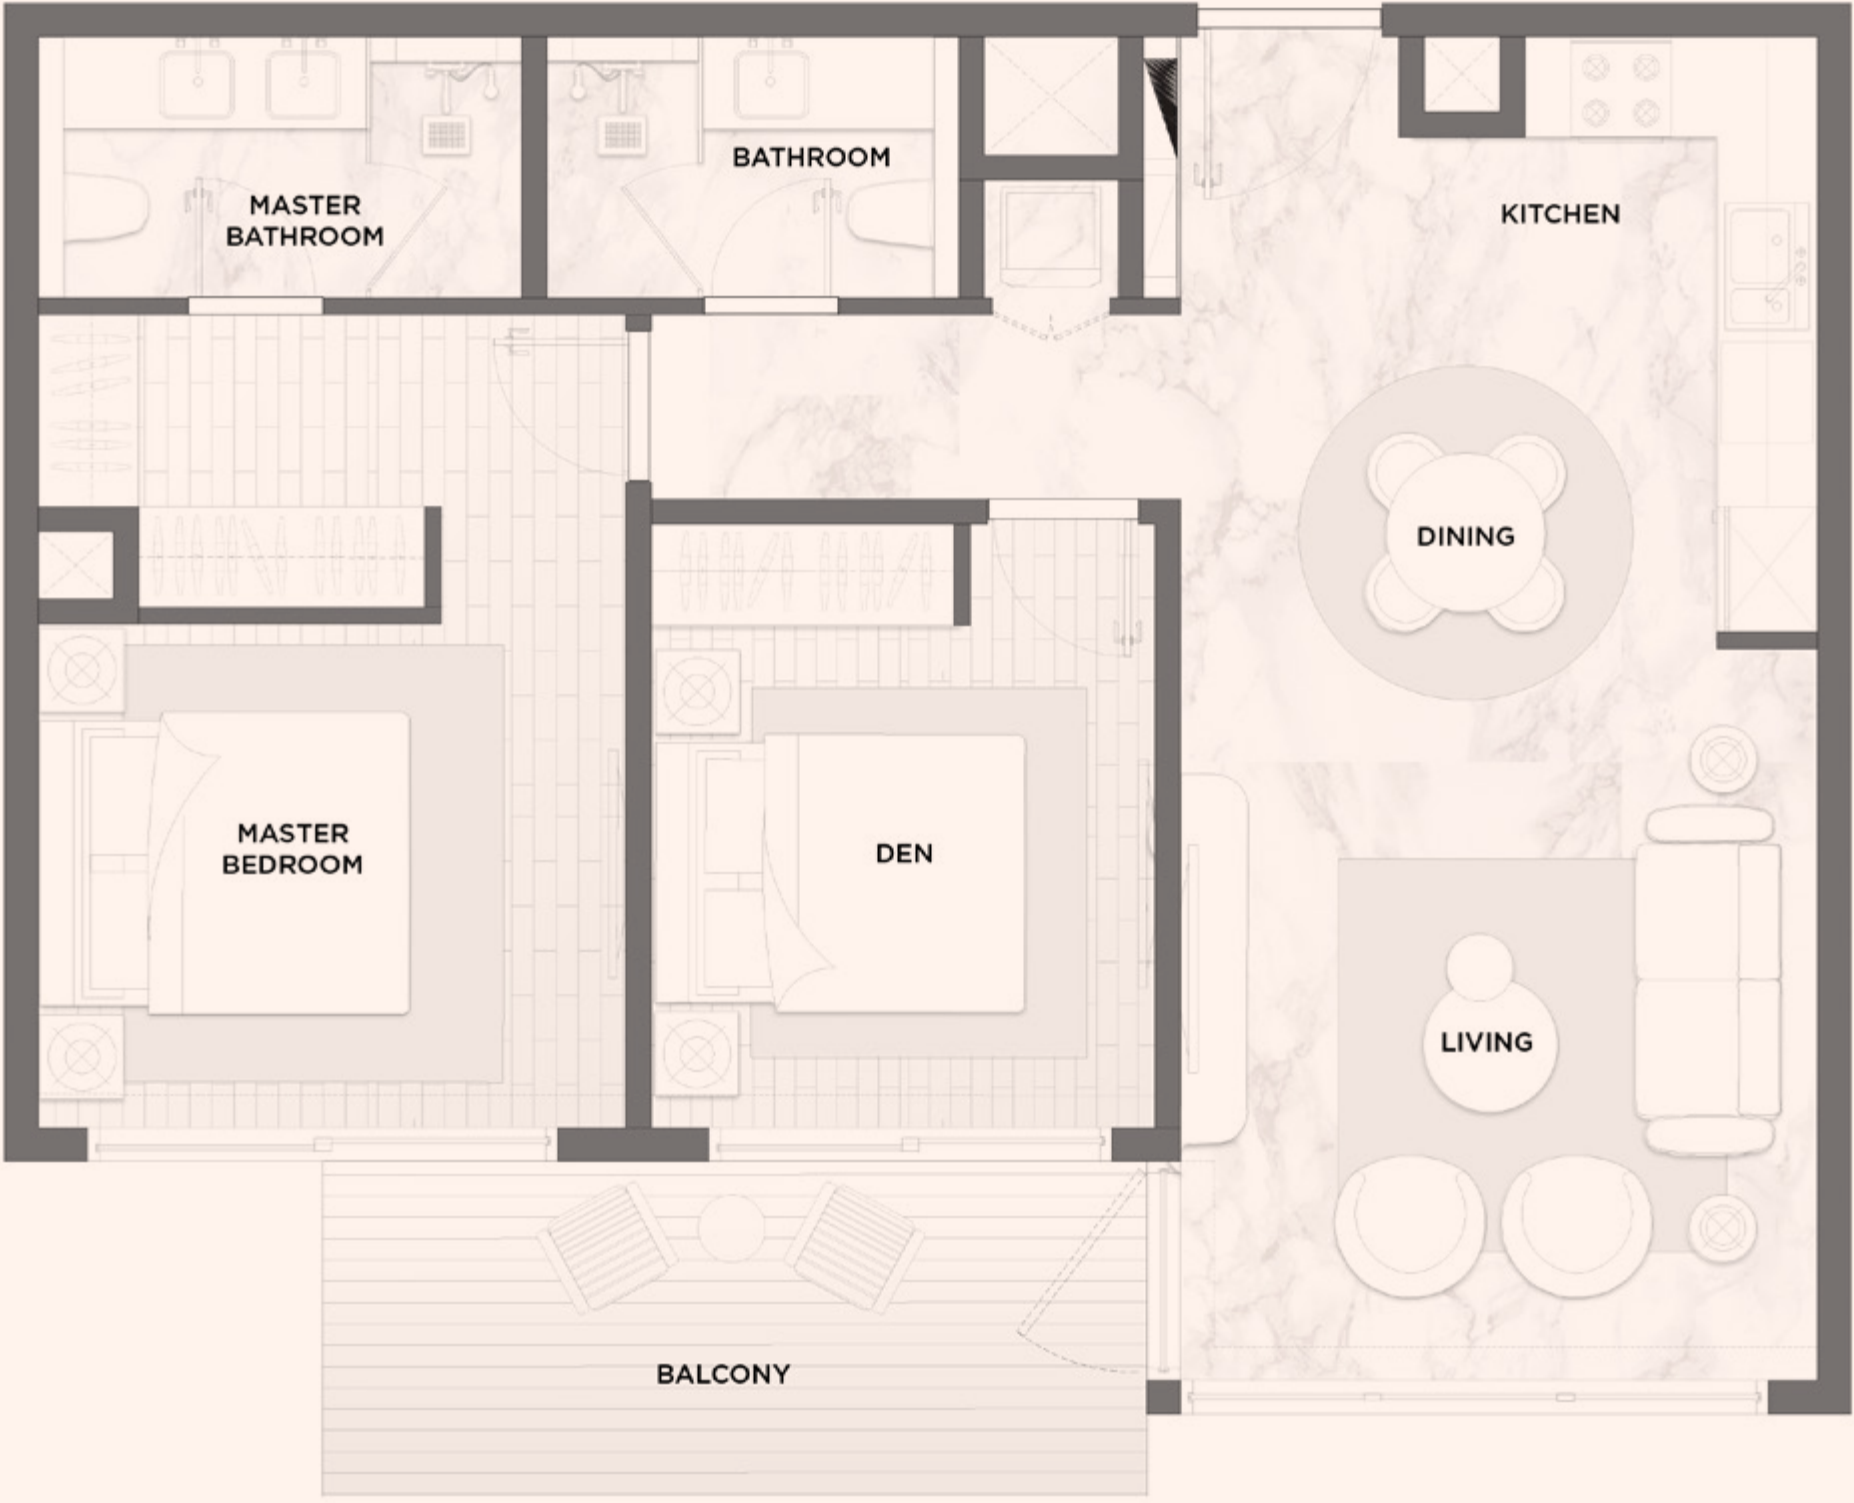 MASTER
BATHROOM
BATHROOM
KITCHEN
DINING
MASTER
BEDROOM
DEN
LIVING
BALCONY